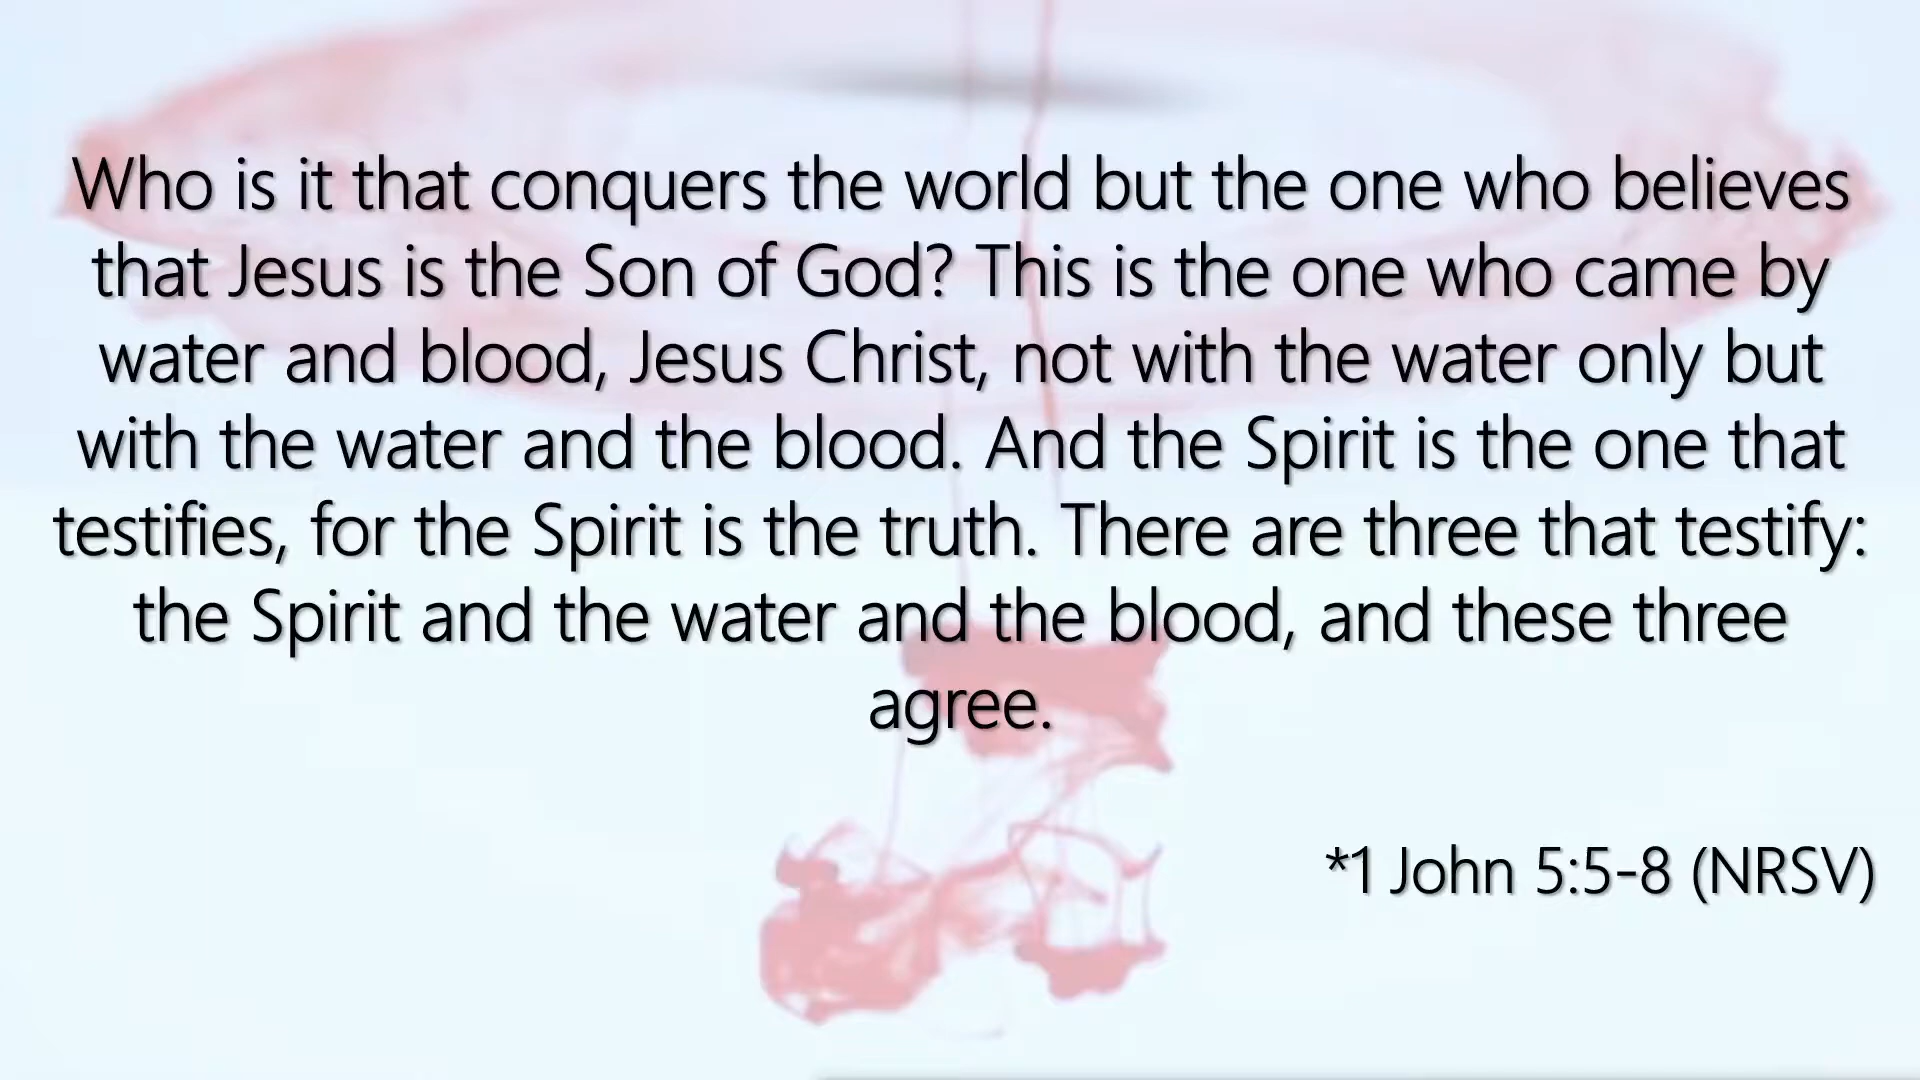 Who is it that conquers the world but the one who believes
that Jesus is the Son of God? This is the one who came by
water and blood, Jesus Christ, not with the water only but
with the water and the blood. And the Spirit is the one that
testifies, for the Spirit is the truth. There are three that testify:
the Spirit and the water and the blood, and these three
agree.
*1 John 5:5-8 (NRSV)